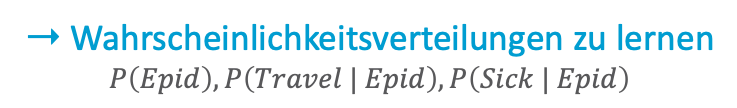 → Wahrscheinlichkeitsverteilungen zu lernen
P(Epid), P(Travel | Epid), P(Sick | Epid)